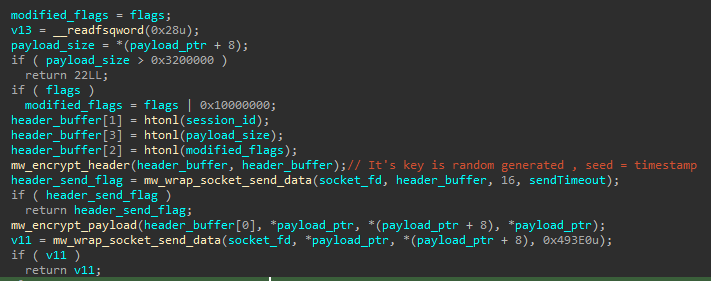 modified_flags = flags;
v13 = __readfsqword(0x28u);
payload_size = *(payload_ptr + 8);
if ( payload_size > 0x3200000 )
return 22LL;
if ( flags )
modified_flags = flags | 0x10000000;
header_buffer[1] = htonl(session_id);
header_buffer[3] = htonl(payload_size);
header_buffer[2] = htonl(modified_flags);
mw_encrypt_header(header_buffer, header_buffer);// It's key is random generated , seed = timestamp
header_send_flag = mw_wrap_socket_send_data(socket_fd, header_buffer, 16, sendTimeout);
if ( header_send_flag )
return header_send_flag;
mw_encrypt_payload(header_buffer[0], *payload_ptr, *(payload_ptr + 8), *payload_ptr);
v11 = mw_wrap_socket_send_data(socket_fd, *payload_ptr, *(payload_ptr + 8), 0x493E0u);
if ( v11 )
return v11;